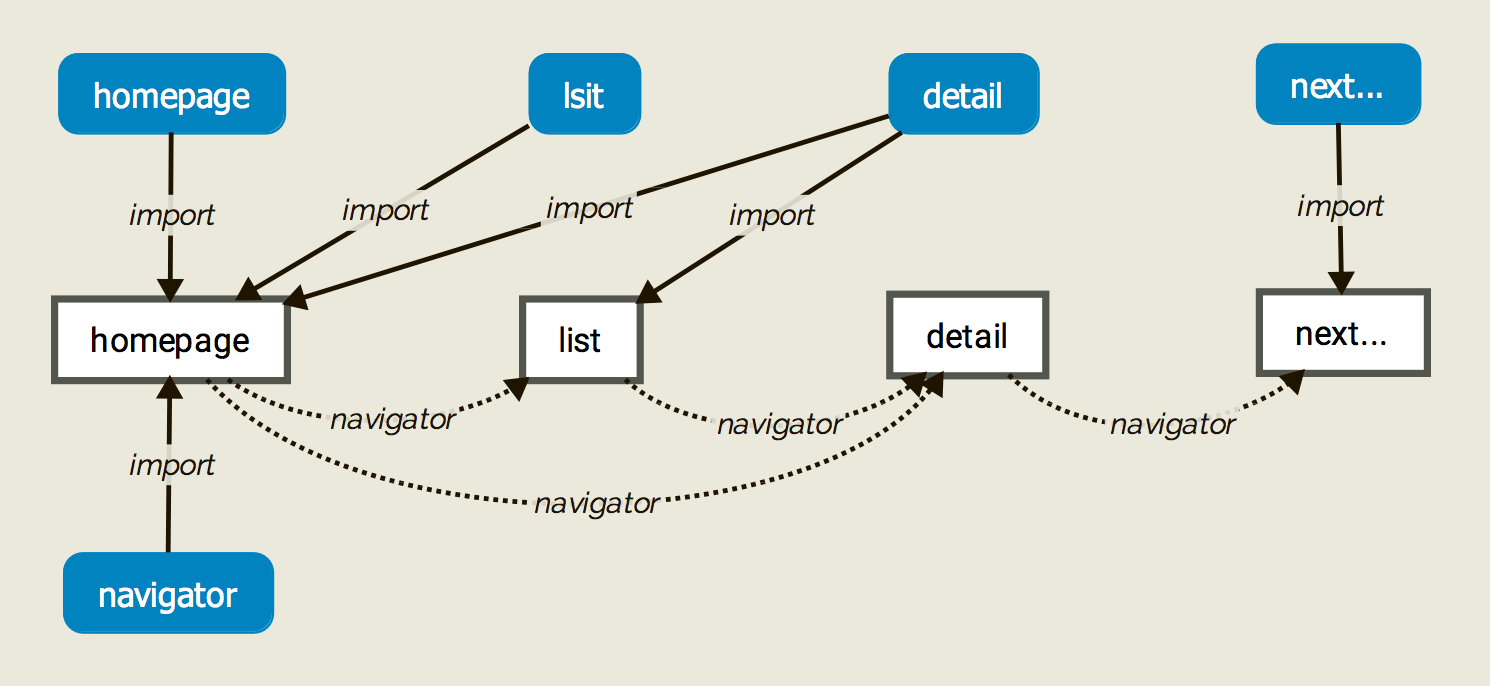 homepage
lsit
detail
next...
import
import
import
import
import
homepage
list
detail
next...
navigator
navigator
navigator
import
navigator
navigator